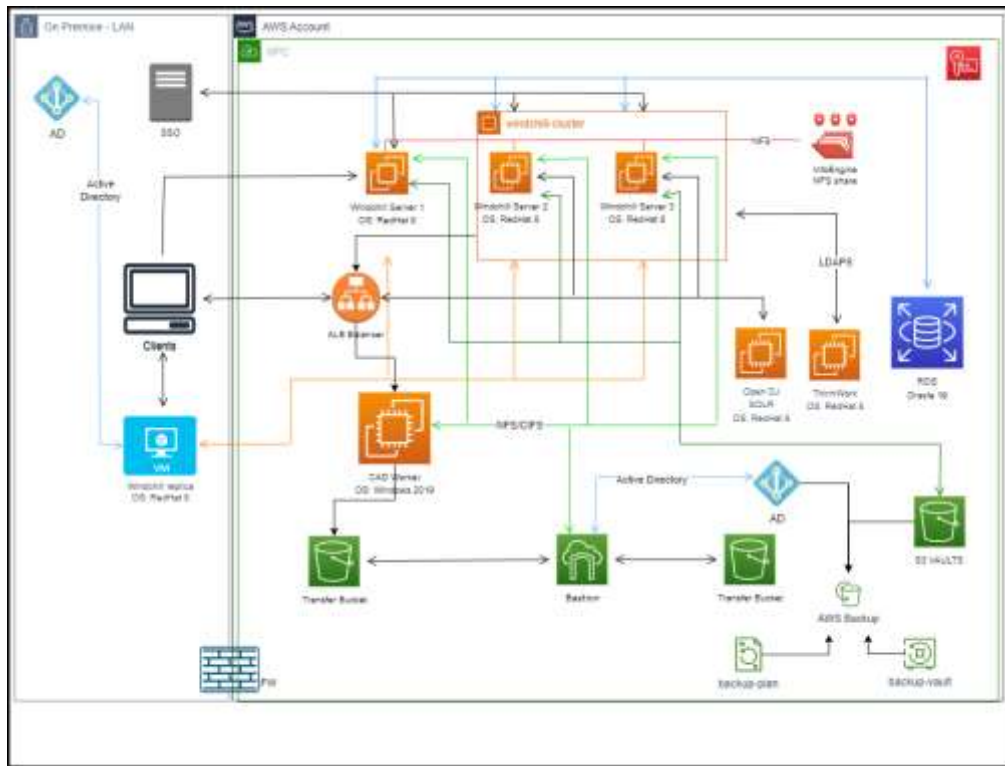 On Premise - LAN
AWS Account
VPC
AD
SSO
windchill-cluster
NFS
NFS share
Active
Directory
Windchill Server 1
OS: RedHat 8
Windchill Server 2
OS: RedHat 8
Windchill Server 3
OS: RedHat 8
LDAPS
ALB Balancer
Clients
Open DJ
SOLR
OS: RedHat 8
OS: RedHat 8
RDS
NFS/CIFS
VM
Windchill replica
OS: RedHat 8
CAD Worker
OS: Windows 2019
Active Directory
AD
S3 VAULTS
Transfer Bucket
Bastion
Transfer Bucket
AWS Backup
FW
backup-plan
backup-vault